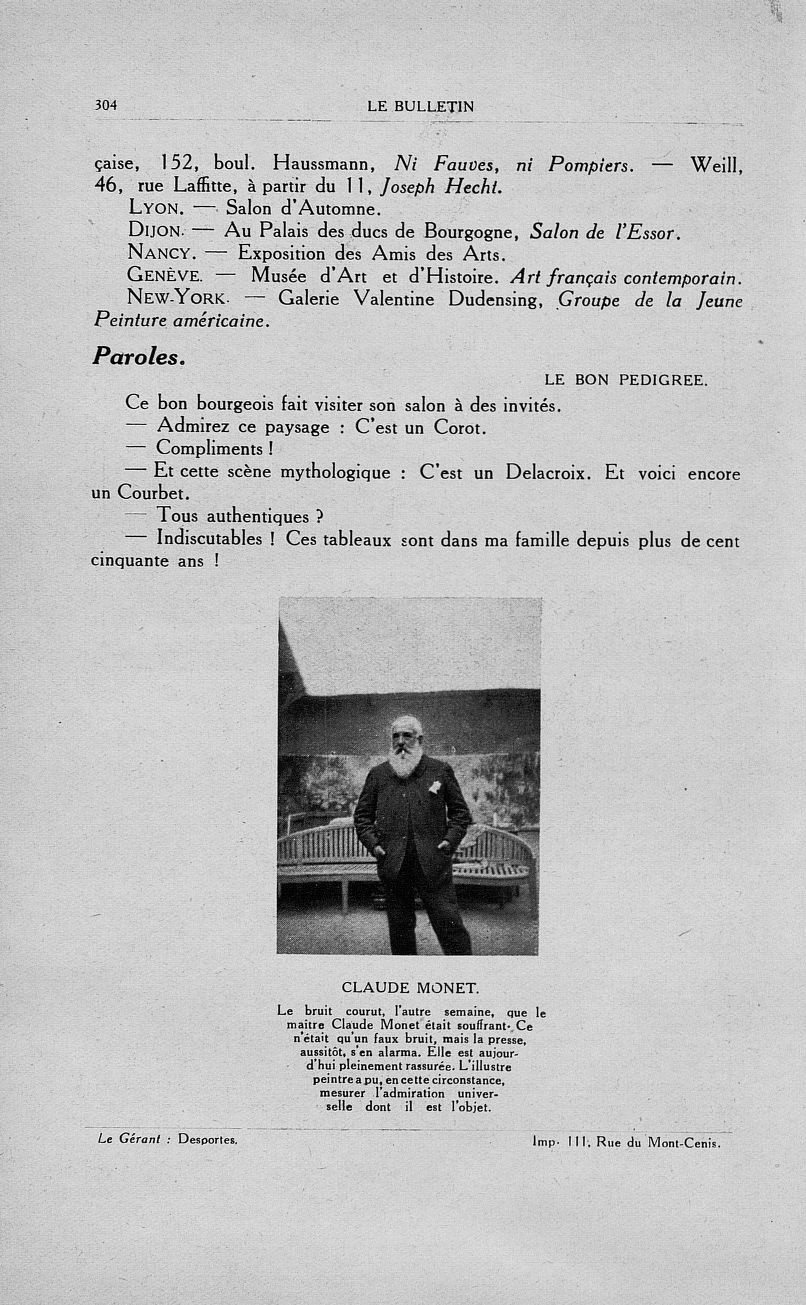 304
LE BULLETIN
çaise, 152, boul. Haussmann, Ni Fauves, ni Pompiers. — Weill,
46, rue Laffitte, à partir du 11, Joseph Hecht.
LYON. — Salon d'Automne.
DIJON. — Au Palais des ducs de Bourgogne, Salon de l'Essor.
NANCY. — Exposition des Amis des Arts.
GENÈVE. — Musée d'Art et d'Histoire. Art français contemporain.
NEW-YORK. — Galerie Valentine Dudensing, Groupe de la Jeune
Peinture américaine.
Paroles.
LE BON PEDIGREE.
Ce bon bourgeois fait visiter son salon à des invités.
— Admirez ce paysage : C'est un Corot.
— Compliments !
— Et cette scène mythologique : C'est un Delacroix. Et voici encore
un Courbet.
— Tous authentiques ?
— Indiscutables ! Ces tableaux sont dans ma famille depuis plus de cent
cinquante ans !
CLAUDE MONET.
Le bruit courut, l'autre semaine, que le
maitre Claude Monet était souffrant. Ce
n'était qu'un faux bruit, mais la presse,
aussitôt, s'en alarma. Elle est aujour-
d'hui pleinement rassurée. L'illustre
peintre a pu, en cette circonstance,
mesurer l'admiration univer-
selle dont il est l'objet.
Le Gérant : Desportes.
Imp. 111, Rue du Mont-Cenis.